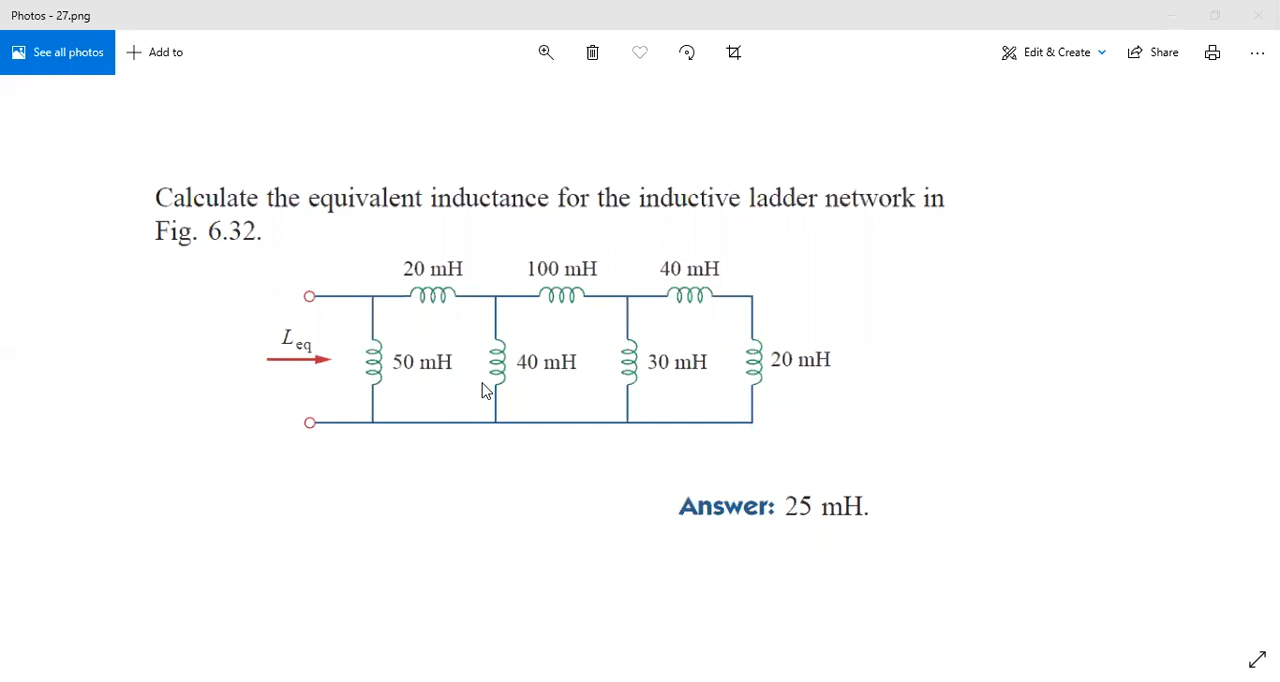 Photos - 27.png
See all photos
Add to
Edit & Create
Share
Calculate the equivalent inductance for the inductive ladder network in
Fig. 6.32.
20 mH 100 mH 40 mH
Leq
50 mH 40 mH 30 mH 20 mH
Answer: 25 mH.